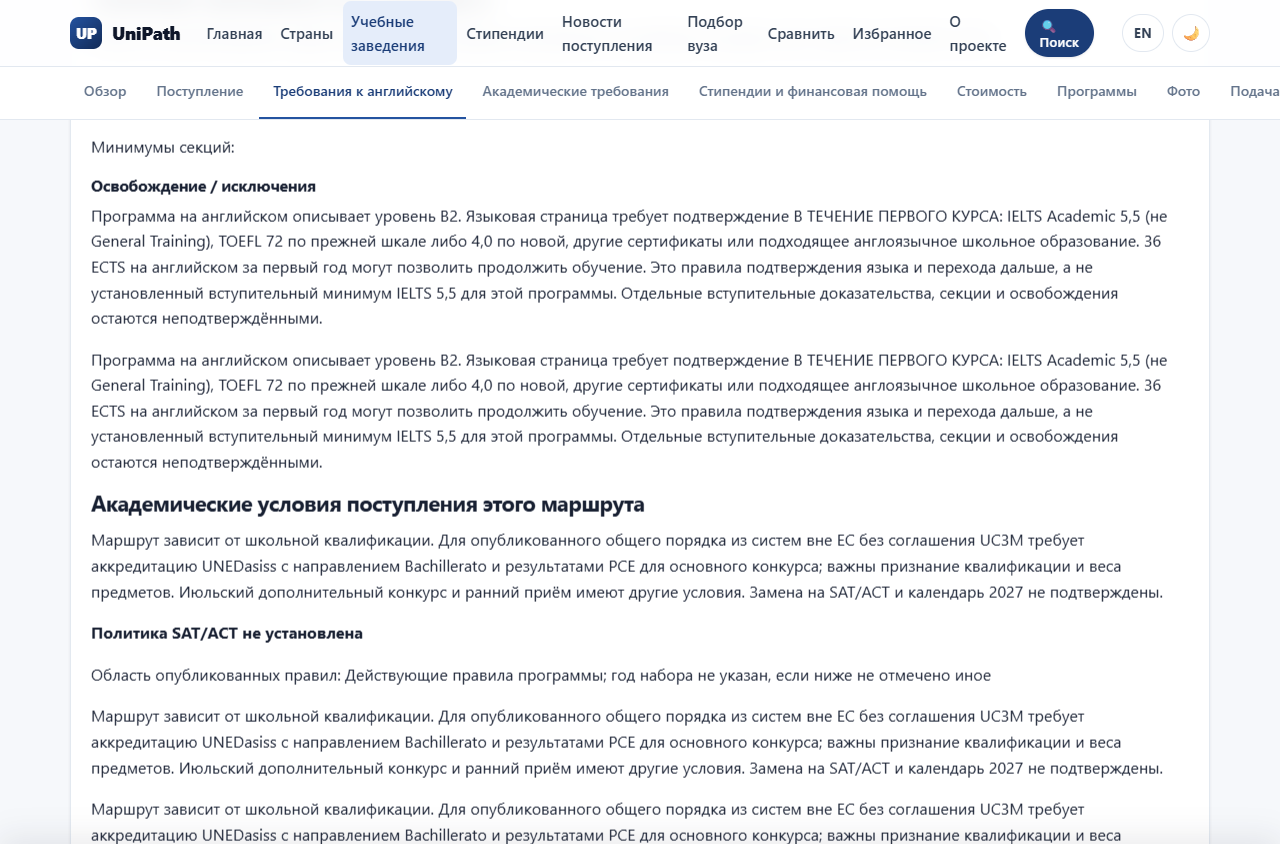 UP UniPath
Главная
Страны
Учебные
заведения
Стипендии
Новости
поступления
Подбор
вуза
Сравнить
Избранное
О
проекте
Поиск
EN
Обзор
Поступление
Требования к английскому
Академические требования
Стипендии и финансовая помощь
Стоимость
Программы
Фото
Подача
Минимумы секций:
Освобождение / исключения
Программа на английском описывает уровень B2. Языковая страница требует подтверждение В ТЕЧЕНИЕ ПЕРВОГО КУРСА: IELTS Academic 5,5 (не
General Training), TOEFL 72 по прежней шкале либо 4,0 по новой, другие сертификаты или подходящее англоязычное школьное образование. 36
ECTS на английском за первый год могут позволить продолжить обучение. Это правила подтверждения языка и перехода дальше, а не
установленный вступительный минимум IELTS 5,5 для этой программы. Отдельные вступительные доказательства, секции и освобождения
остаются неподтверждёнными.
Программа на английском описывает уровень B2. Языковая страница требует подтверждение В ТЕЧЕНИЕ ПЕРВОГО КУРСА: IELTS Academic 5,5 (не
General Training), TOEFL 72 по прежней шкале либо 4,0 по новой, другие сертификаты или подходящее англоязычное школьное образование. 36
ECTS на английском за первый год могут позволить продолжить обучение. Это правила подтверждения языка и перехода дальше, а не
установленный вступительный минимум IELTS 5,5 для этой программы. Отдельные вступительные доказательства, секции и освобождения
остаются неподтверждёнными.
Академические условия поступления этого маршрута
Маршрут зависит от школьной квалификации. Для опубликованного общего порядка из систем вне ЕС без соглашения UC3M требует
аккредитацию UNEDasiss с направлением Bachillerato и результатами PCE для основного конкурса; важны признание квалификации и веса
предметов. Июльский дополнительный конкурс и ранний приём имеют другие условия. Замена на SAT/ACT и календарь 2027 не подтверждены.
Политика SAT/ACT не установлена
Область опубликованных правил: Действующие правила программы; год набора не указан, если ниже не отмечено иное
Маршрут зависит от школьной квалификации. Для опубликованного общего порядка из систем вне ЕС без соглашения UC3M требует
аккредитацию UNEDasiss с направлением Bachillerato и результатами PCE для основного конкурса; важны признание квалификации и веса
предметов. Июльский дополнительный конкурс и ранний приём имеют другие условия. Замена на SAT/ACT и календарь 2027 не подтверждены.
Маршрут зависит от школьной квалификации. Для опубликованного общего порядка из систем вне ЕС без соглашения UC3M требует
аккредитацию UNEDasiss с направлением Bachillerato и результатами PCE для основного конкурса; важны признание квалификации и веса